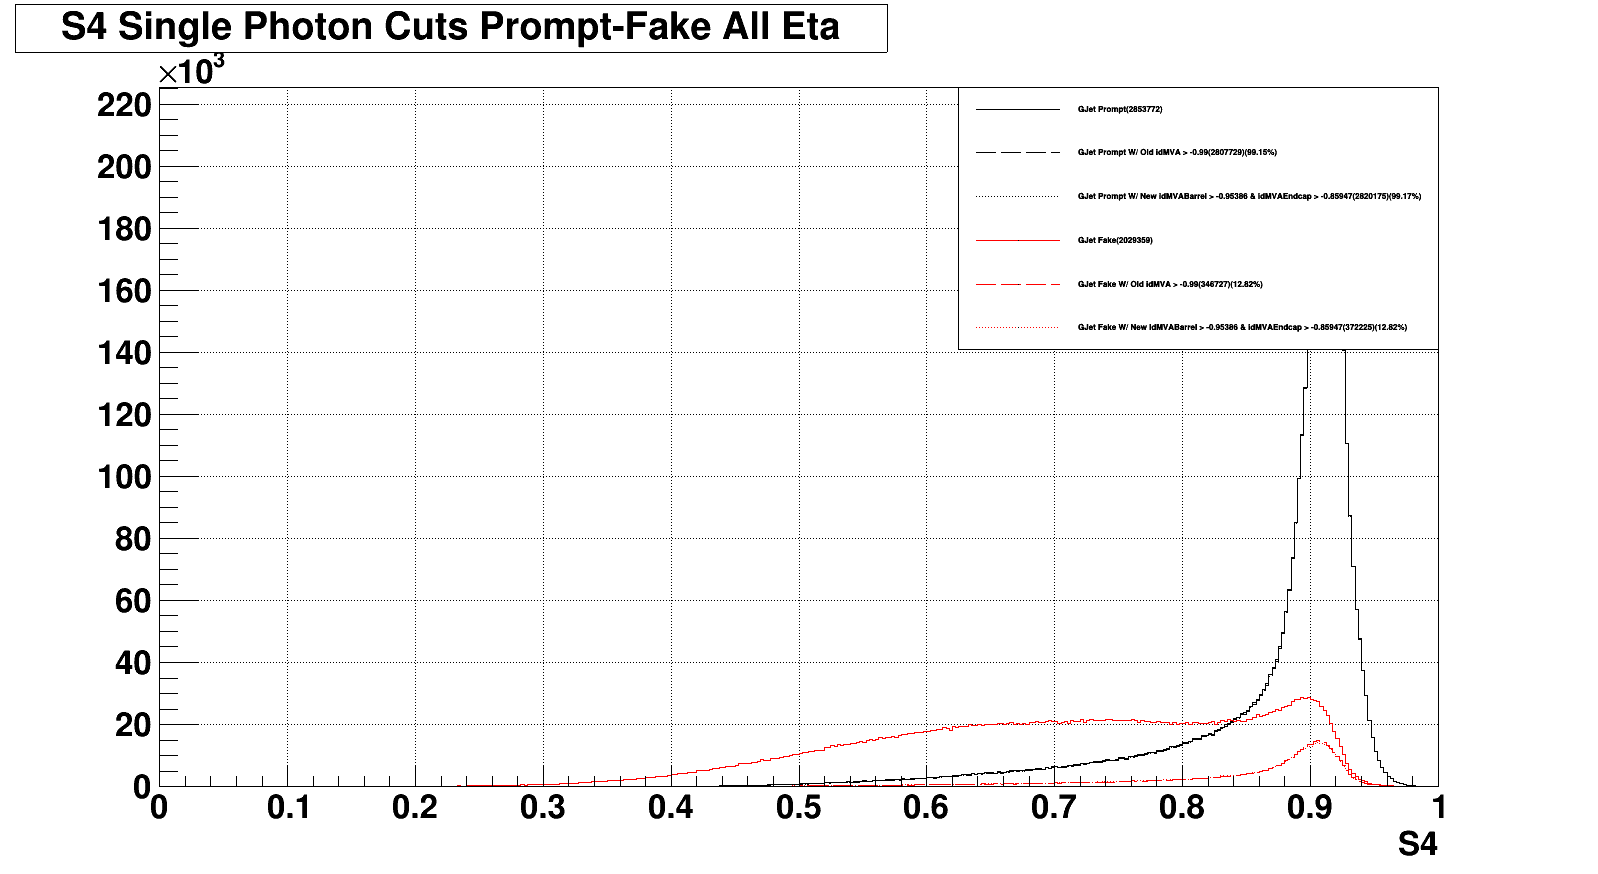 S4 Single Photon Cuts Prompt-Fake All Eta
×10³
220
200
180
160
140
120
100
80
60
40
20
0
GJet Prompt(2853772)
GJet Prompt W/ Old idMVA > -0.99(2807729)(99.15%)
GJet Prompt W/ New idMVABarrel > -0.95386 & idMVAEndcap > -0.85947(2820175)(99.17%)
GJet Fake(2029359)
GJet Fake W/ Old idMVA > -0.99(346727)(12.82%)
GJet Fake W/ New idMVABarrel > -0.95386 & idMVAEndcap > -0.85947(372225)(12.82%)
0 0.1 0.2 0.3 0.4 0.5 0.6 0.7 0.8 0.9 1
S4